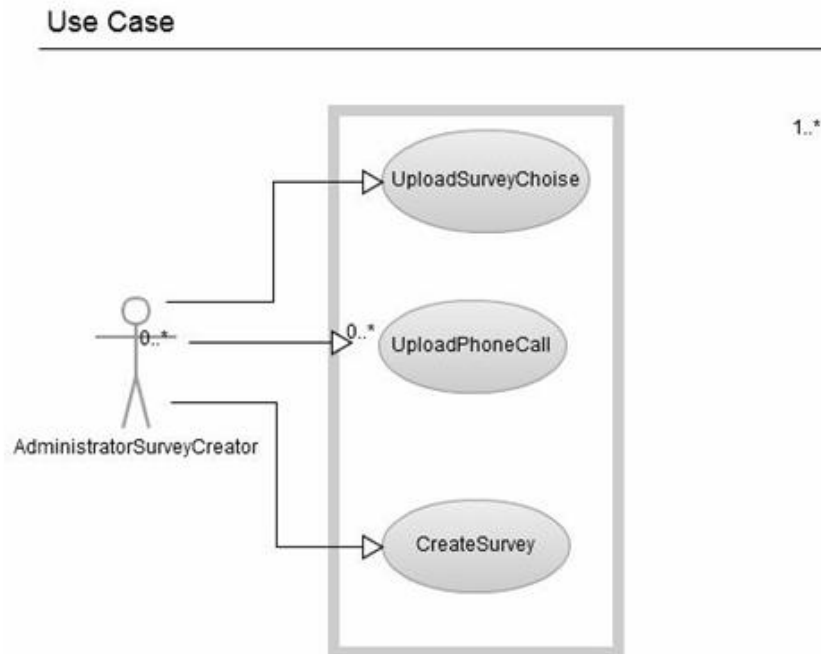 Use Case
1..*
UploadSurveyChoise
0..*
0..*
UploadPhoneCall
AdministratorSurveyCreator
CreateSurvey